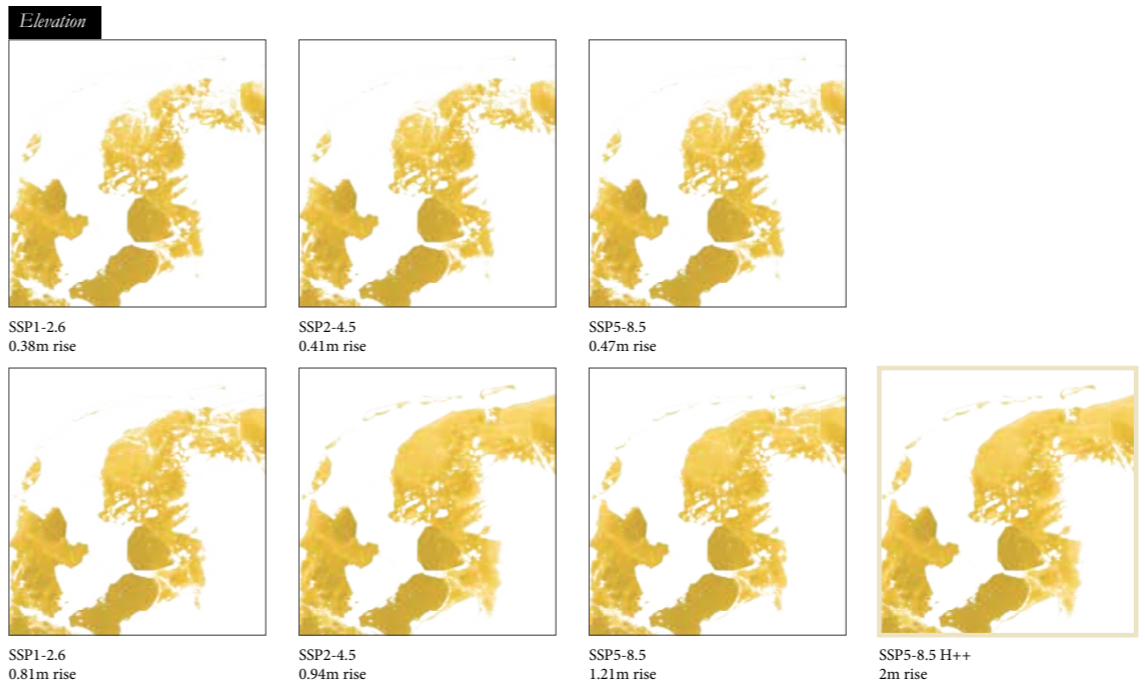 Elevation
SSP1-2.6
0.38m rise
SSP2-4.5
0.41m rise
SSP5-8.5
0.47m rise
SSP1-2.6
0.81m rise
SSP2-4.5
0.94m rise
SSP5-8.5
1.21m rise
SSP5-8.5 H++
2m rise